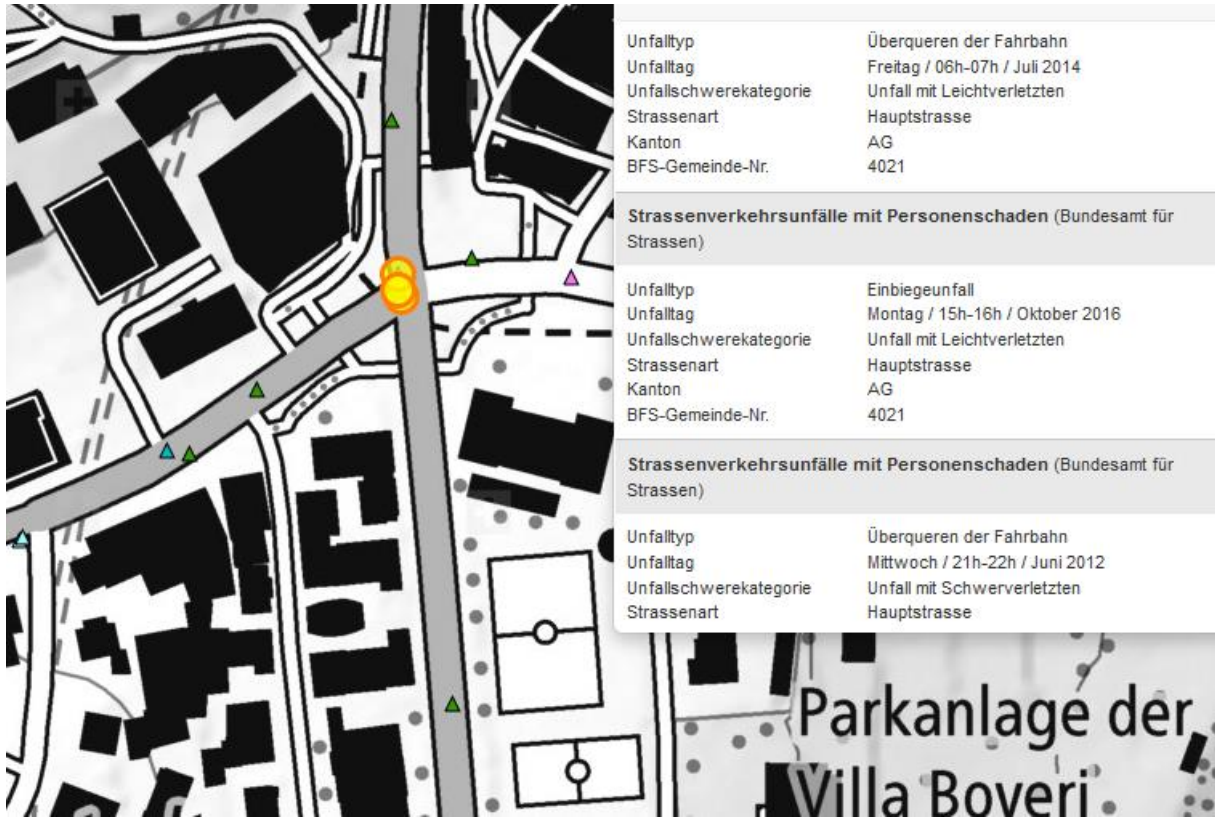 Unfalltyp Überqueren der Fahrbahn
Unfalltag Freitag / 06h-07h / Juli 2014
Unfallschwerekategorie Unfall mit Leichtverletzten
Strassenart Hauptstrasse
Kanton AG
BFS-Gemeinde-Nr. 4021
Strassenverkehrsunfälle mit Personenschaden (Bundesamt für
Strassen)
Unfalltyp Einbiegeunfall
Unfalltag Montag / 15h-16h / Oktober 2016
Unfallschwerekategorie Unfall mit Leichtverletzten
Strassenart Hauptstrasse
Kanton AG
BFS-Gemeinde-Nr. 4021
Strassenverkehrsunfälle mit Personenschaden (Bundesamt für
Strassen)
Unfalltyp Überqueren der Fahrbahn
Unfalltag Mittwoch / 21h-22h / Juni 2012
Unfallschwerekategorie Unfall mit Schwerverletzten
Strassenart Hauptstrasse
Parkanlage der
Villa Boveri